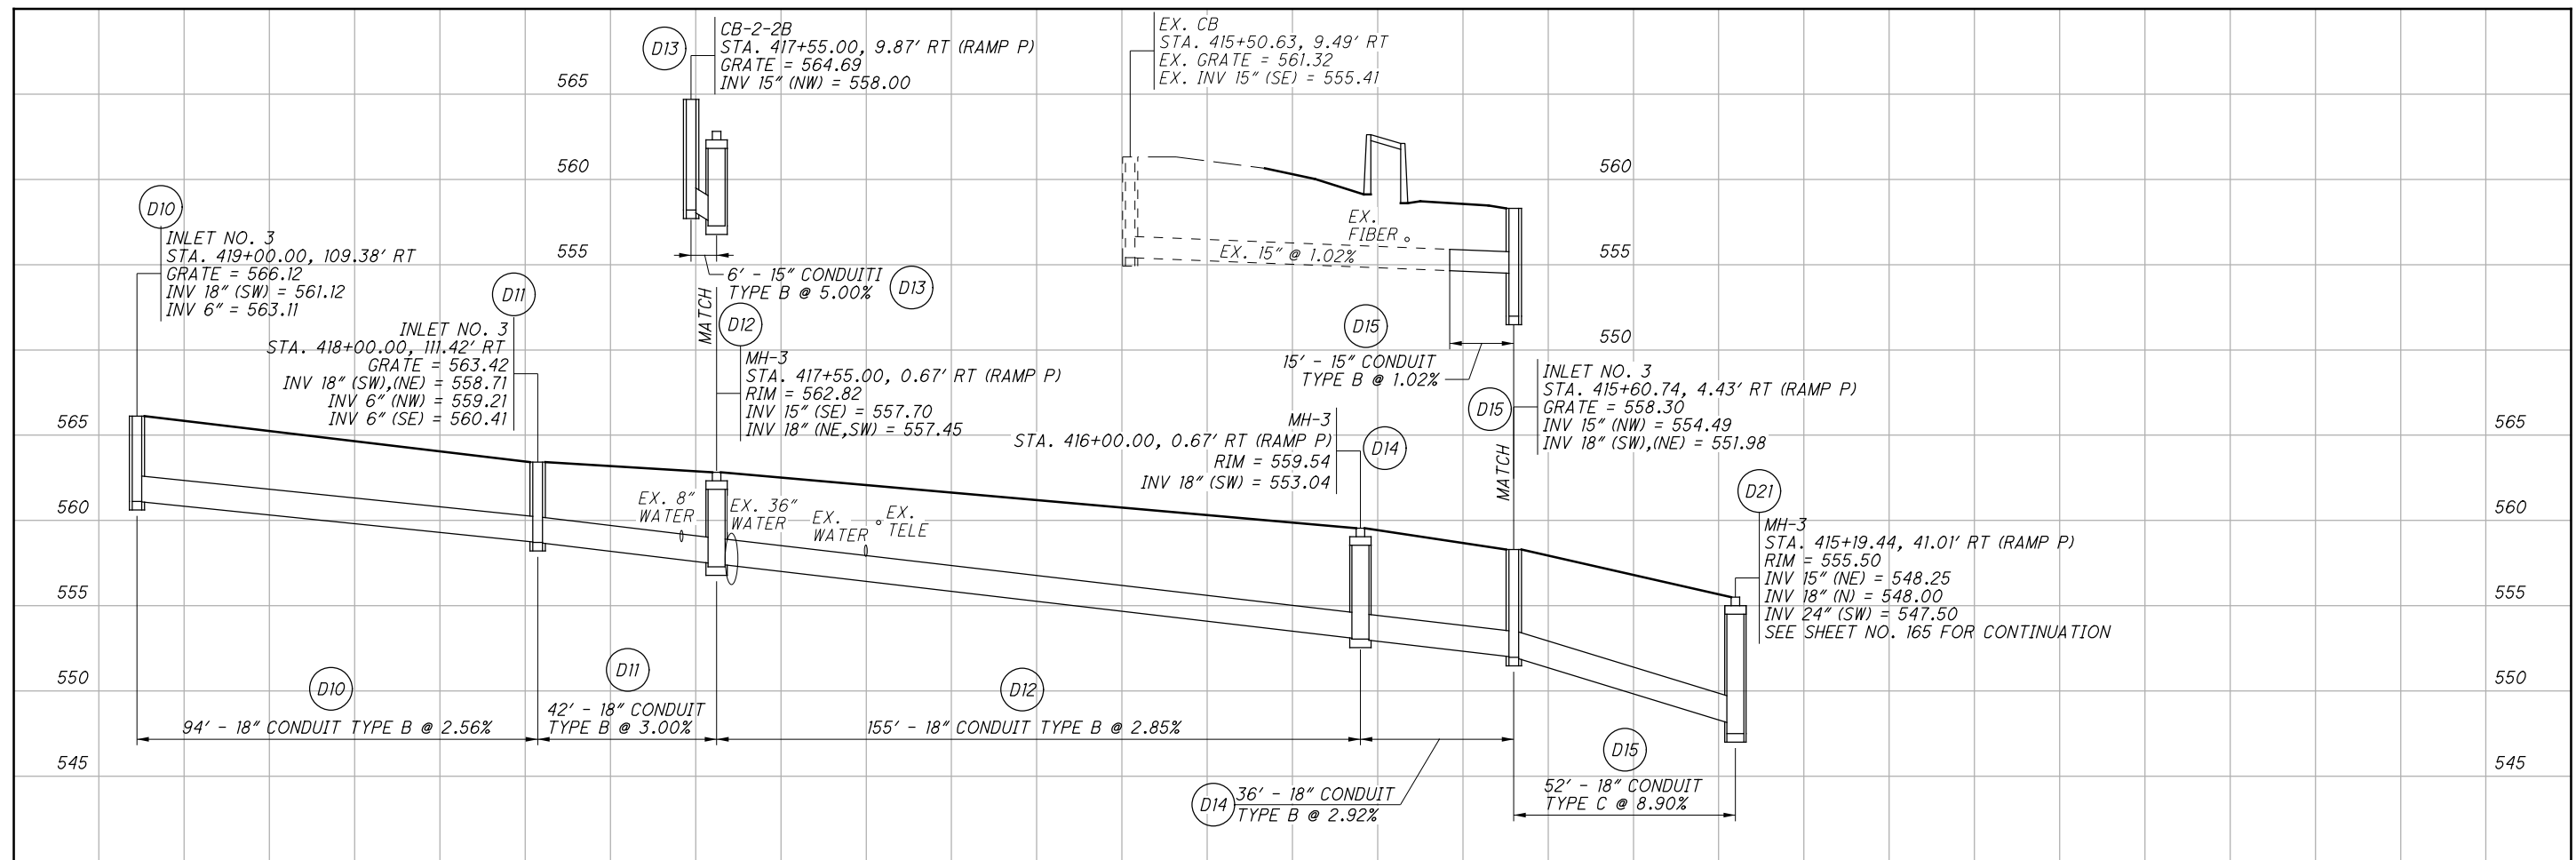 D13
CB-2-2B
STA. 417+55.00, 9.87' RT (RAMP P)
GRATE = 564.69
INV 15" (NW) = 558.00
EX. CB
STA. 415+50.63, 9.49' RT
EX. GRATE = 561.32
EX. INV 15" (SE) = 555.41
565
560
560
555
555
550
D10
INLET NO. 3
STA. 419+00.00, 109.38' RT
GRATE = 566.12
INV 18" (SW) = 561.12
INV 6" = 563.11
D11
INLET NO. 3
STA. 418+00.00, 111.42' RT
GRATE = 563.42
INV 18" (SW),(NE) = 558.71
INV 6" (NW) = 559.21
INV 6" (SE) = 560.41
6' - 15" CONDUITI
TYPE B @ 5.00%
D13
MATCH
D12
MH-3
STA. 417+55.00, 0.67' RT (RAMP P)
RIM = 562.82
INV 15" (SE) = 557.70
INV 18" (NE,SW) = 557.45
EX.
FIBER
EX. 15" @ 1.02%
D15
15' - 15" CONDUIT
TYPE B @ 1.02%
D15
INLET NO. 3
STA. 415+60.74, 4.43' RT (RAMP P)
GRATE = 558.30
INV 15" (NW) = 554.49
INV 18" (SW),(NE) = 551.98
MATCH
MH-3
STA. 416+00.00, 0.67' RT (RAMP P)
RIM = 559.54
INV 18" (SW) = 553.04
D14
D21
MH-3
STA. 415+19.44, 41.01' RT (RAMP P)
RIM = 555.50
INV 15" (NE) = 548.25
INV 18" (N) = 548.00
INV 24" (SW) = 547.50
SEE SHEET NO. 165 FOR CONTINUATION
EX. 8"
WATER
EX. 36"
WATER
EX.
WATER
EX.
TELE
565
565
560
560
555
555
550
550
545
545
D10
94' - 18" CONDUIT TYPE B @ 2.56%
D11
42' - 18" CONDUIT
TYPE B @ 3.00%
D12
155' - 18" CONDUIT TYPE B @ 2.85%
D14
36' - 18" CONDUIT
TYPE B @ 2.92%
D15
52' - 18" CONDUIT
TYPE C @ 8.90%